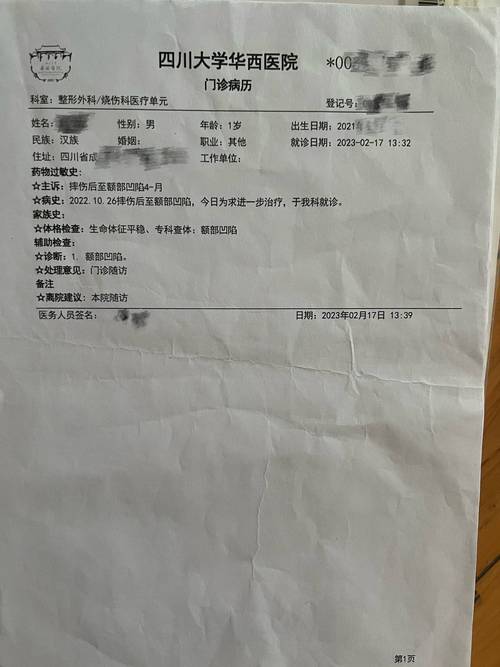 四川大学华西医院 *00
门诊病历
科室：整形外科/烧伤科医疗单元 登记号：
姓名： 性别：男 年龄：1岁 出生日期：2021
民族：汉族 婚姻： 职业：其他 就诊日期：2023-02-17 13:32
住址：四川省成 工作单位：
药物过敏史：
☆主诉：摔伤后至额部凹陷4-月
☆病史：2022.10.26摔伤后至额部凹陷，今日为求进一步治疗，于我科就诊。
家族史：
☆体格检查：生命体征平稳、专科查体：额部凹陷
辅助检查：
☆诊断：1. 额部凹陷。
☆处理意见：门诊随访
备注
☆离院建议：本院随访
医务人员签名： 日期：2023年02月17日 13:39
第1页